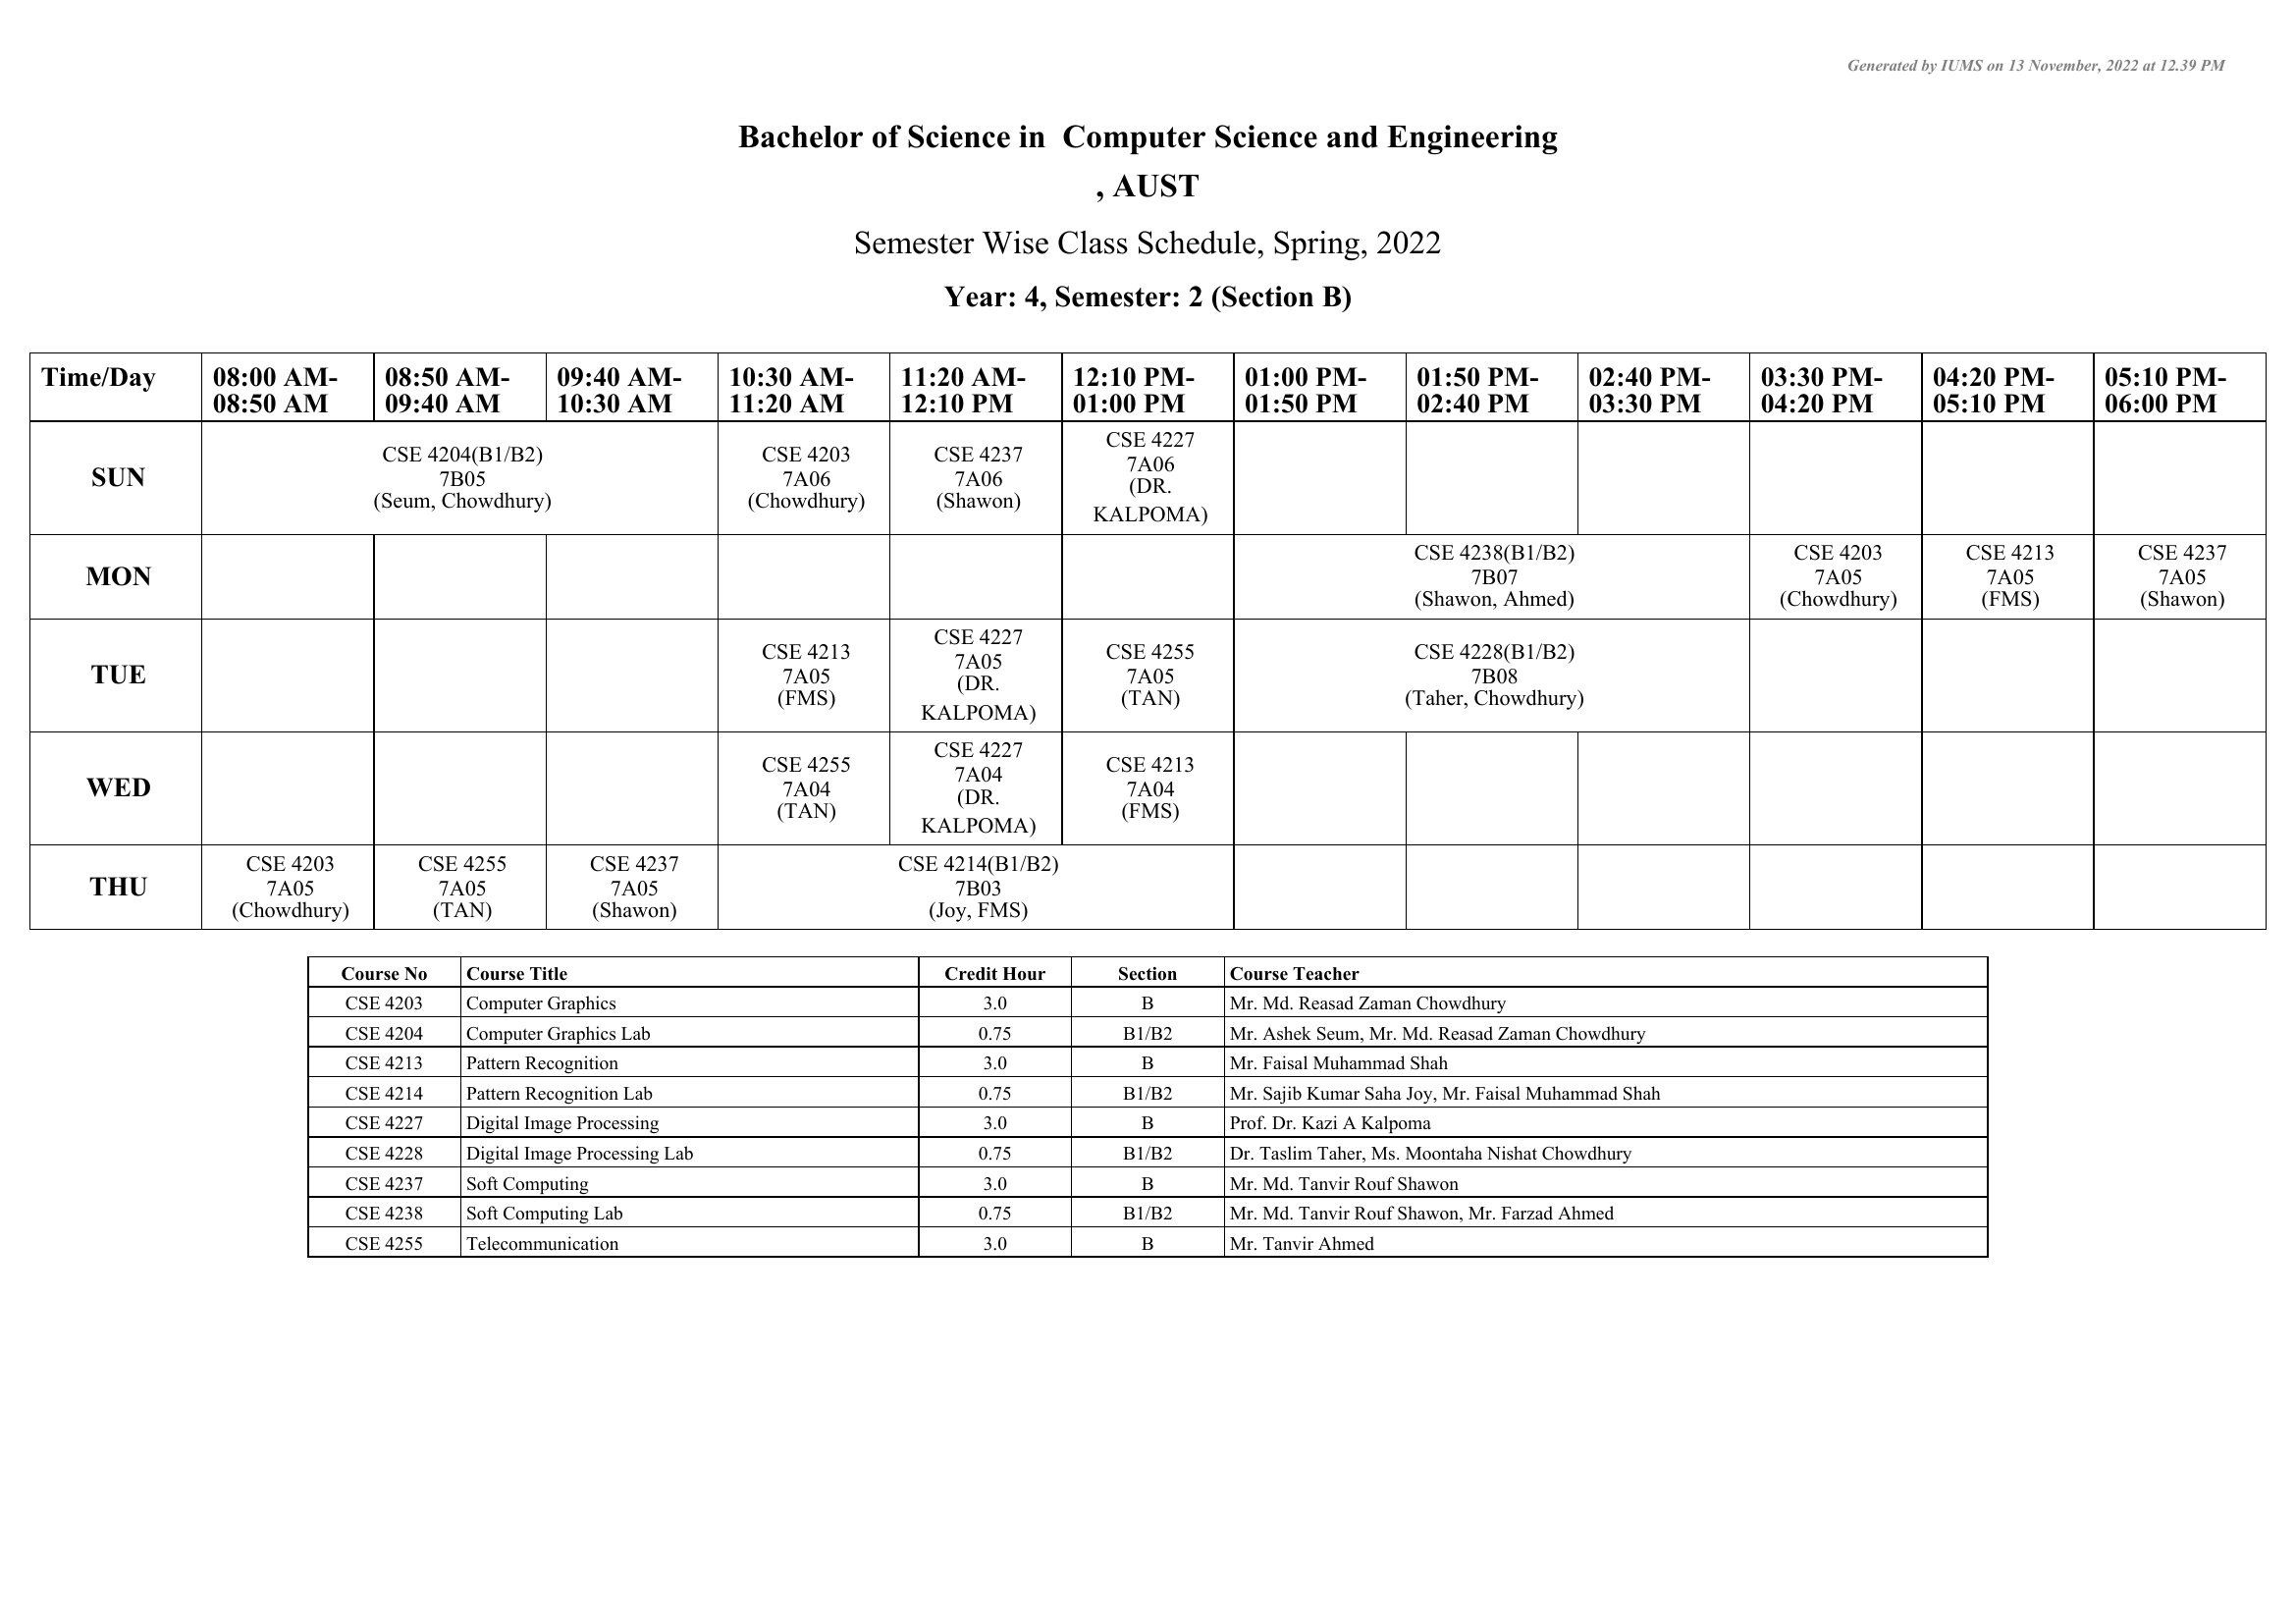 Generated by IUMS on 13 November, 2022 at 12.39 PM
Bachelor of Science in  Computer Science and Engineering
, AUST
Semester Wise Class Schedule, Spring, 2022
Year: 4, Semester: 2 (Section B)
Time/Day 08:00 AM- 08:50 AM- 09:40 AM- 10:30 AM- 11:20 AM- 12:10 PM- 01:00 PM- 01:50 PM- 02:40 PM- 03:30 PM- 04:20 PM- 05:10 PM-
08:50 AM 09:40 AM 10:30 AM 11:20 AM 12:10 PM 01:00 PM 01:50 PM 02:40 PM 03:30 PM 04:20 PM 05:10 PM 06:00 PM
SUN
CSE 4204(B1/B2)
7B05
(Seum, Chowdhury)
CSE 4203
7A06
(Chowdhury)
CSE 4237
7A06
(Shawon)
CSE 4227
7A06
(DR.
KALPOMA)
MON
CSE 4238(B1/B2)
7B07
(Shawon, Ahmed)
CSE 4203
7A05
(Chowdhury)
CSE 4213
7A05
(FMS)
CSE 4237
7A05
(Shawon)
TUE
CSE 4213
7A05
(FMS)
CSE 4227
7A05
(DR.
KALPOMA)
CSE 4255
7A05
(TAN)
CSE 4228(B1/B2)
7B08
(Taher, Chowdhury)
WED
CSE 4255
7A04
(TAN)
CSE 4227
7A04
(DR.
KALPOMA)
CSE 4213
7A04
(FMS)
THU
CSE 4203
7A05
(Chowdhury)
CSE 4255
7A05
(TAN)
CSE 4237
7A05
(Shawon)
CSE 4214(B1/B2)
7B03
(Joy, FMS)
Course No Course Title Credit Hour Section Course Teacher
CSE 4203 Computer Graphics 3.0 B Mr. Md. Reasad Zaman Chowdhury
CSE 4204 Computer Graphics Lab 0.75 B1/B2 Mr. Ashek Seum, Mr. Md. Reasad Zaman Chowdhury
CSE 4213 Pattern Recognition 3.0 B Mr. Faisal Muhammad Shah
CSE 4214 Pattern Recognition Lab 0.75 B1/B2 Mr. Sajib Kumar Saha Joy, Mr. Faisal Muhammad Shah
CSE 4227 Digital Image Processing 3.0 B Prof. Dr. Kazi A Kalpoma
CSE 4228 Digital Image Processing Lab 0.75 B1/B2 Dr. Taslim Taher, Ms. Moontaha Nishat Chowdhury
CSE 4237 Soft Computing 3.0 B Mr. Md. Tanvir Rouf Shawon
CSE 4238 Soft Computing Lab 0.75 B1/B2 Mr. Md. Tanvir Rouf Shawon, Mr. Farzad Ahmed
CSE 4255 Telecommunication 3.0 B Mr. Tanvir Ahmed